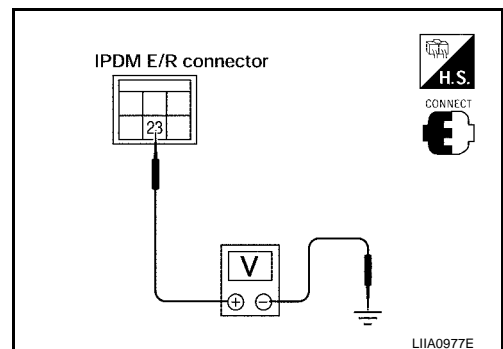 IPDM E/R connector
H.S.
CONNECT
23
V
+ −
LIIA0977E